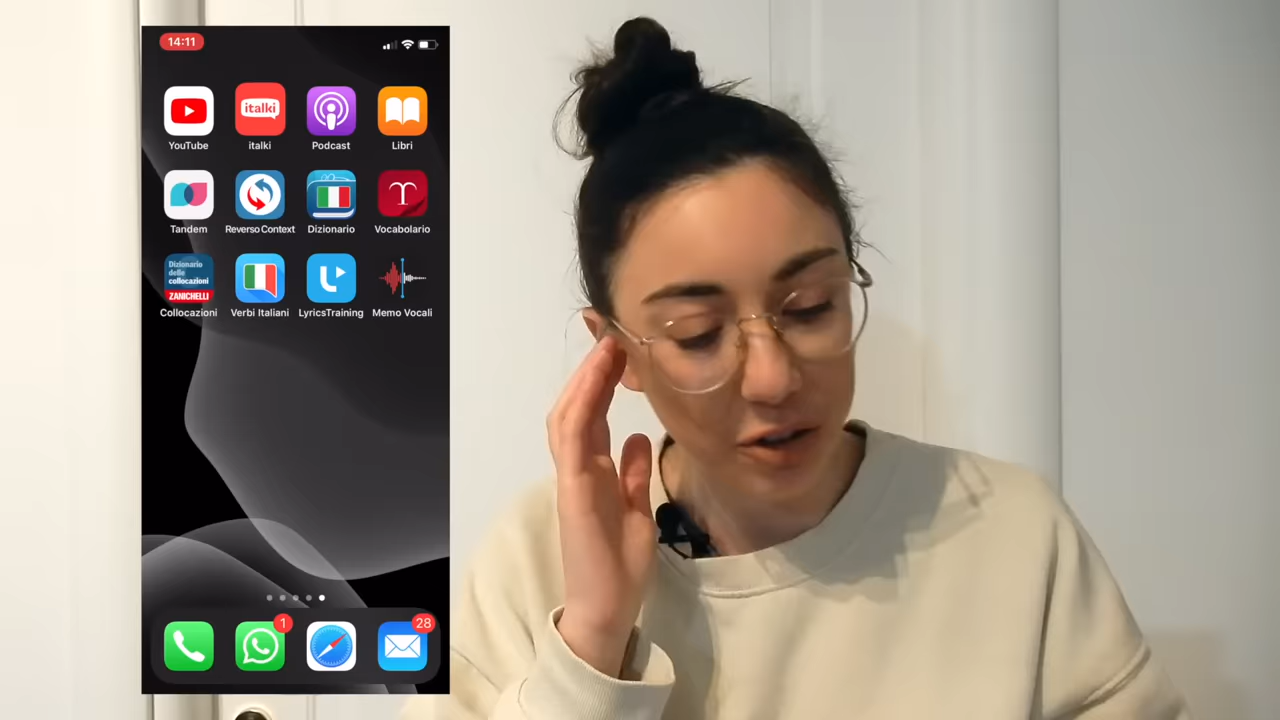 14:11
italki
YouTube
italki
Podcast
Libri
Tandem
Reverso Context
Dizionario
Vocabolario
Dizionario
delle
collocazioni
ZANICHELLI
Collocazioni
Verbi Italiani
LyricsTraining
Memo Vocali
1
28